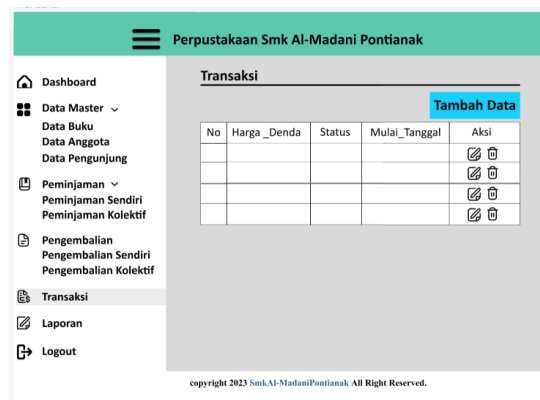 Perpustakaan Smk Al-Madani Pontianak
Dashboard
Data Master
Data Buku
Data Anggota
Data Pengunjung
Peminjaman
Peminjaman Sendiri
Peminjaman Kolektif
Pengembalian
Pengembalian Sendiri
Pengembalian Kolektif
Transaksi
Laporan
Logout
Transaksi
Tambah Data
No Harga _Denda Status Mulai_Tanggal Aksi
copyright 2023 SmkAl-MadaniPontianak All Right Reserved.